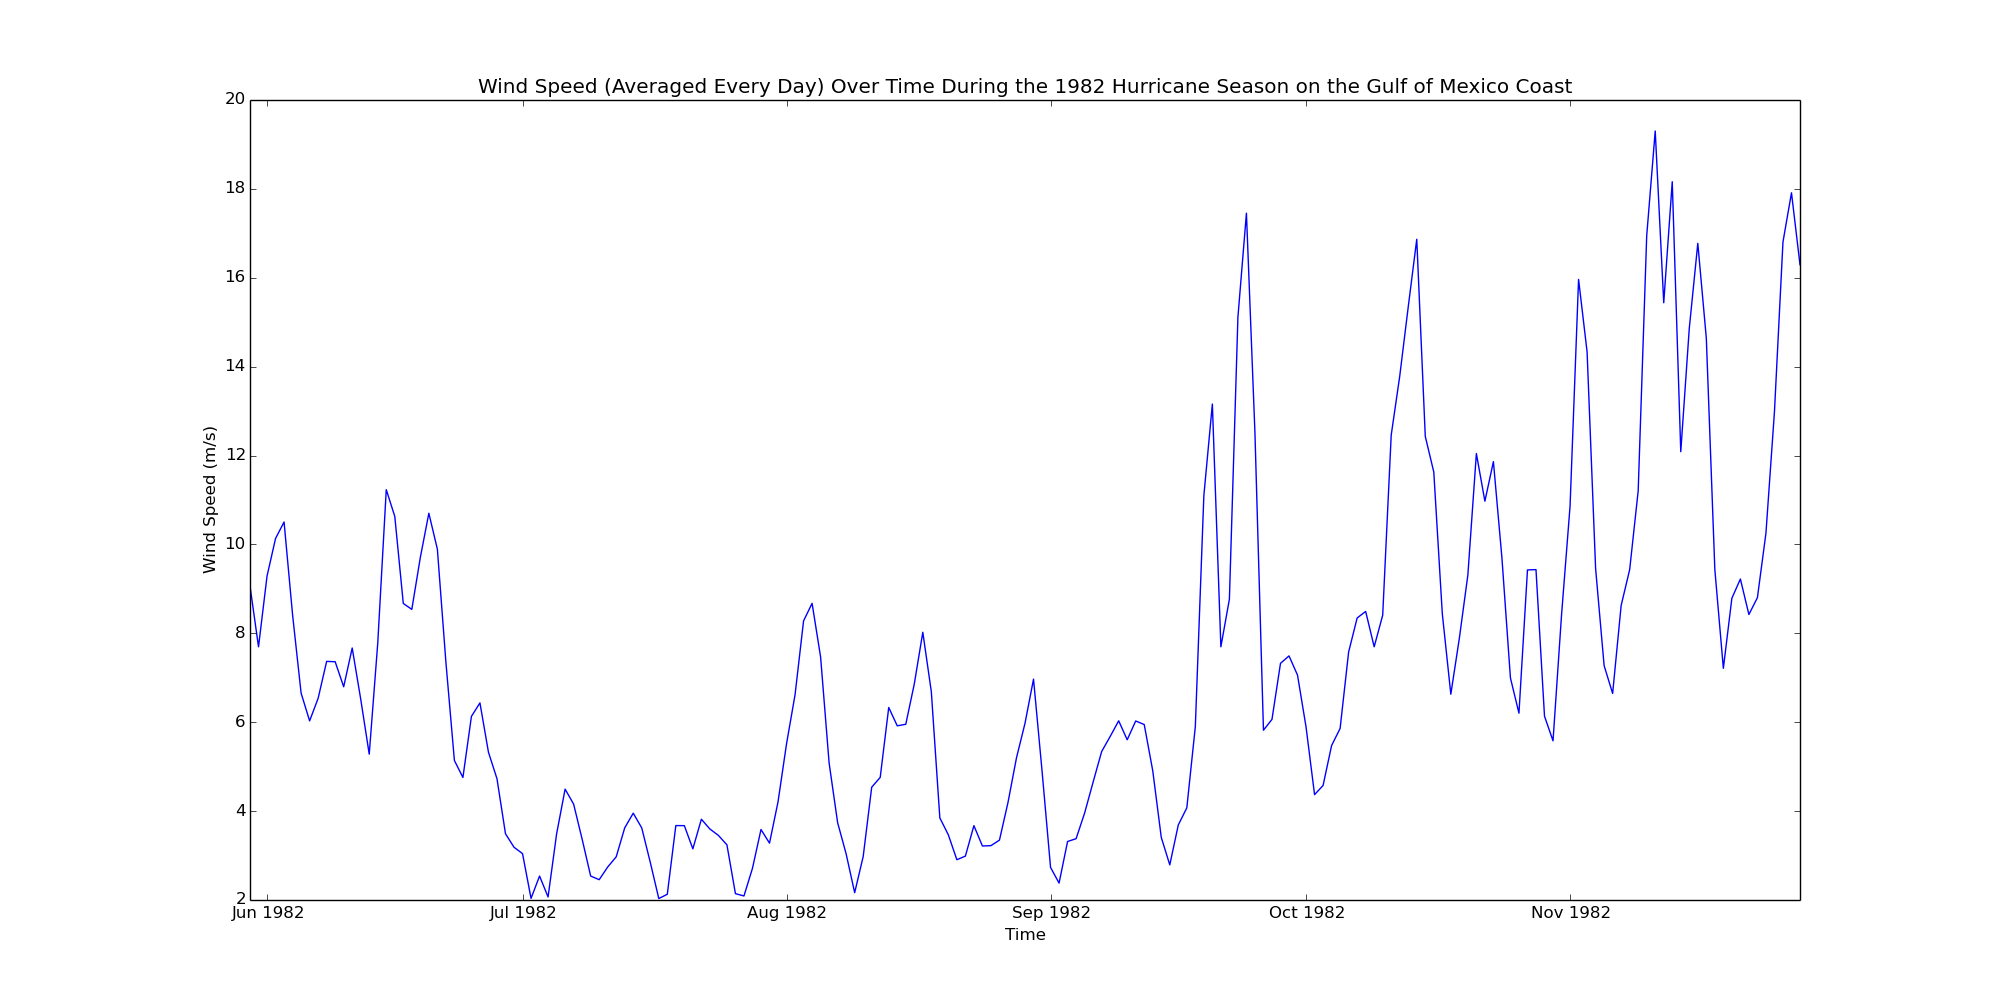 Wind Speed (Averaged Every Day) Over Time During the 1982 Hurricane Season on the Gulf of Mexico Coast
20
18
16
14
12
10
8
6
4
2
Wind Speed (m/s)
Jun 1982 Jul 1982 Aug 1982 Sep 1982 Oct 1982 Nov 1982
Time